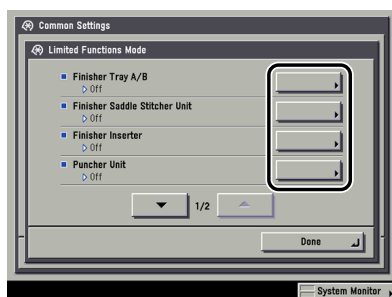 Common Settings
Limited Functions Mode
Finisher Tray A/B
Off
Finisher Saddle Stitcher Unit
Off
Finisher Inserter
Off
Puncher Unit
Off
1/2
Done
System Monitor